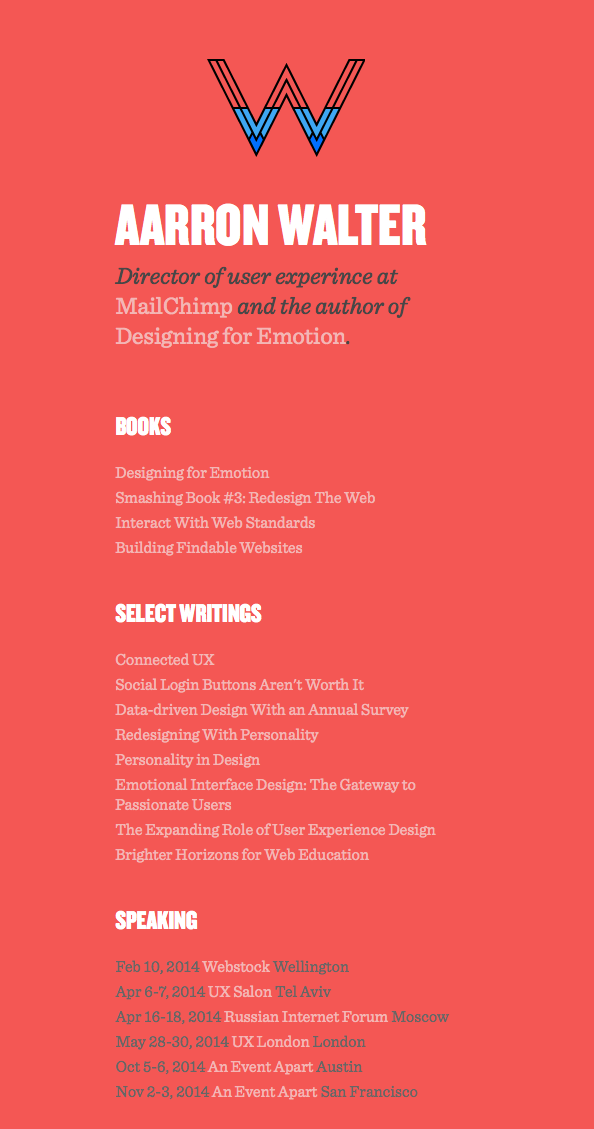 W
AARRON WALTER
Director of user experince at
MailChimp and the author of
Designing for Emotion.
BOOKS
Designing for Emotion
Smashing Book #3: Redesign The Web
Interact With Web Standards
Building Findable Websites
SELECT WRITINGS
Connected UX
Social Login Buttons Aren't Worth It
Data-driven Design With an Annual Survey
Redesigning With Personality
Personality in Design
Emotional Interface Design: The Gateway to
Passionate Users
The Expanding Role of User Experience Design
Brighter Horizons for Web Education
SPEAKING
Feb 10, 2014 Webstock Wellington
Apr 6-7, 2014 UX Salon Tel Aviv
Apr 16-18, 2014 Russian Internet Forum Moscow
May 28-30, 2014 UX London London
Oct 5-6, 2014 An Event Apart Austin
Nov 2-3, 2014 An Event Apart San Francisco